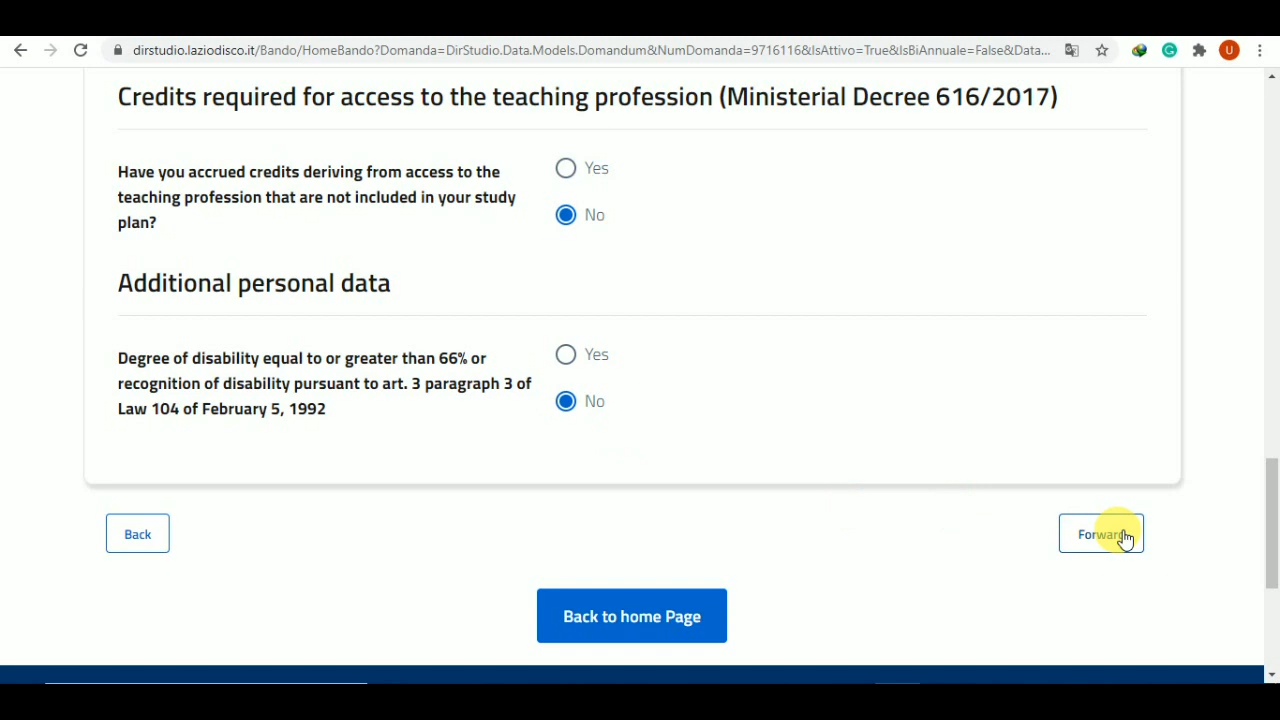 dirstudio.laziodisco.it/Bando/HomeBando?Domanda=DirStudio.Data.Models.Domandum&NumDomanda=9716116&IsAttivo=True&IsBiAnnuale=False&Data...
U
Credits required for access to the teaching profession (Ministerial Decree 616/2017)
Have you accrued credits deriving from access to the
teaching profession that are not included in your study
plan?
Yes
No
Additional personal data
Degree of disability equal to or greater than 66% or
recognition of disability pursuant to art. 3 paragraph 3 of
Law 104 of February 5, 1992
Yes
No
Back
Forward
Back to home Page